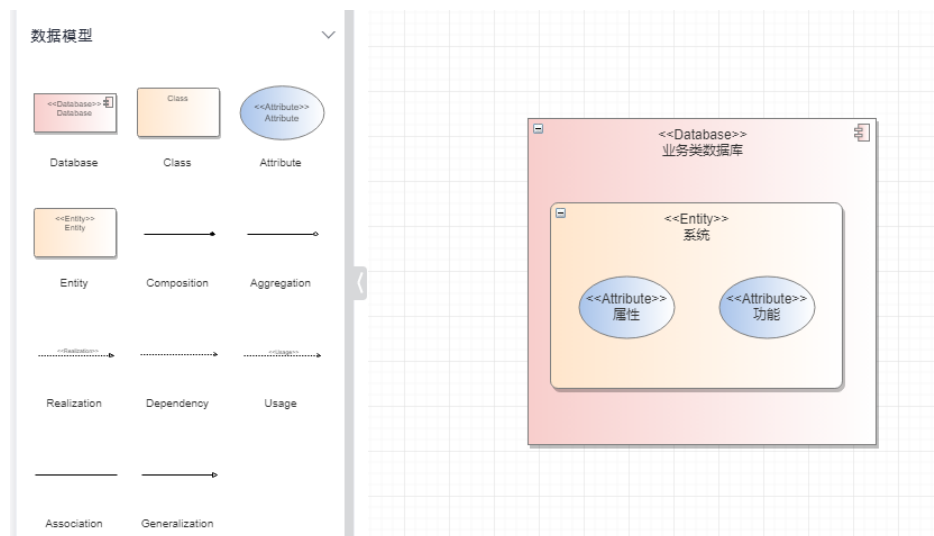 数据模型
<<Database>>
Database
Class
<<Attribute>>
Attribute
Database
Class
Attribute
<<Entity>>
Entity
Entity
Composition
Aggregation
<<Realization>>
<<Usage>>
Realization
Dependency
Usage
Association
Generalization
<<Database>>
业务类数据库
<<Entity>>
系统
<<Attribute>>
属性
<<Attribute>>
功能